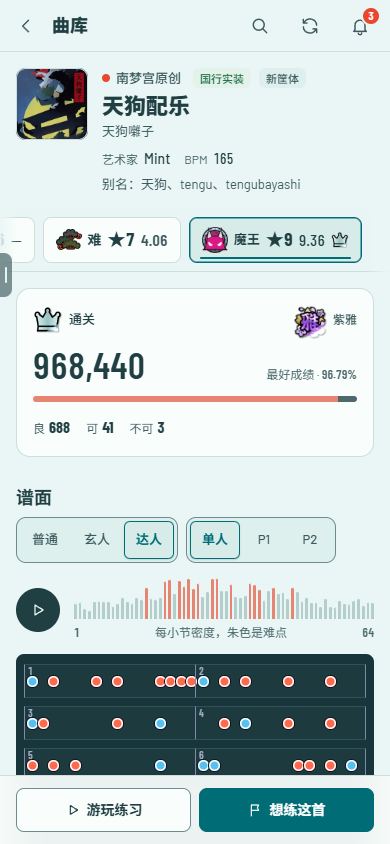 曲库
3
南梦宫原创 国行实装 新筐体
天狗配乐
天狗囃子
艺术家 Mint BPM 165
别名：天狗、tengu、tengubayashi
— 难 ★7 4.06 魔王 ★9 9.36
通关 雅 紫雅
968,440
最好成绩 · 96.79%
良 688 可 41 不可 3
谱面
普通 玄人 达人 单人 P1 P2
1 每小节密度，朱色是难点 64
1 2
3 4
5 6
游玩练习 想练这首